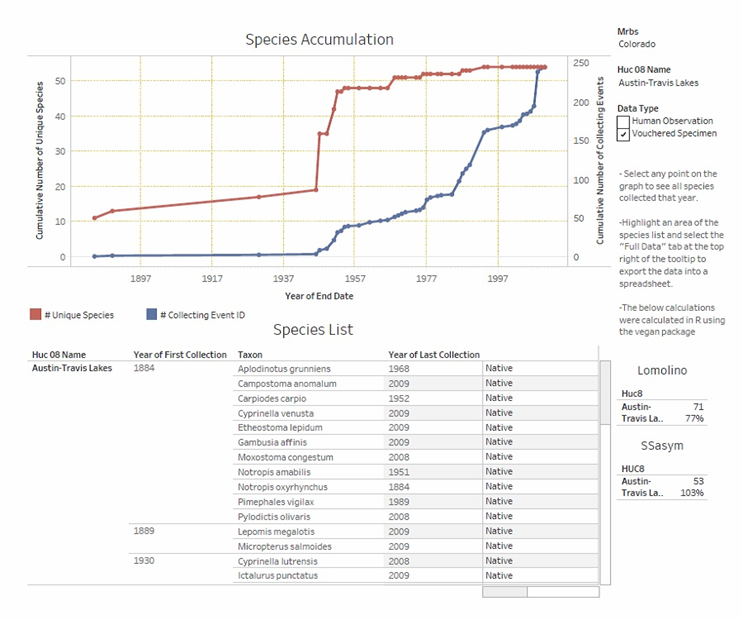 Species Accumulation
Cumulative Number of Unique Species
50
40
30
20
10
0
250
200
150
100
50
0
Cumulative Number of Collecting Events
1897 1917 1937 1957 1977 1997
Year of End Date
# Unique Species # Collecting Event ID
Mrbs
Colorado
Huc 08 Name
Austin-Travis Lakes
Data Type
Human Observation
Vouchered Specimen
- Select any point on the
graph to see all species
collected that year.
-Highlight an area of the
species list and select the
"Full Data" tab at the top
right of the tooltip to
export the data into a
spreadsheet.
-The below calculations
were calculated in R using
the vegan package
Species List
Huc 08 Name Year of First Collection Taxon Year of Last Collection
Austin-Travis Lakes 1884 Aplodinotus grunniens 1968 Native
Campostoma anomalum 2009 Native
Carpiodes carpio 1952 Native
Cyprinella venusta 2009 Native
Etheostoma lepidum 2009 Native
Gambusia affinis 2009 Native
Moxostoma congestum 2008 Native
Notropis amabilis 1951 Native
Notropis oxyrhynchus 1884 Native
Pimephales vigilax 1989 Native
Pylodictis olivaris 2008 Native
1889 Lepomis megalotis 2009 Native
Micropterus salmoides 2009 Native
1930 Cyprinella lutrensis 2008 Native
Ictalurus punctatus 2009 Native
Lomolino
Huc8
Austin- 71
Travis La.. 77%
SSasym
HUC8
Austin- 53
Travis La.. 103%